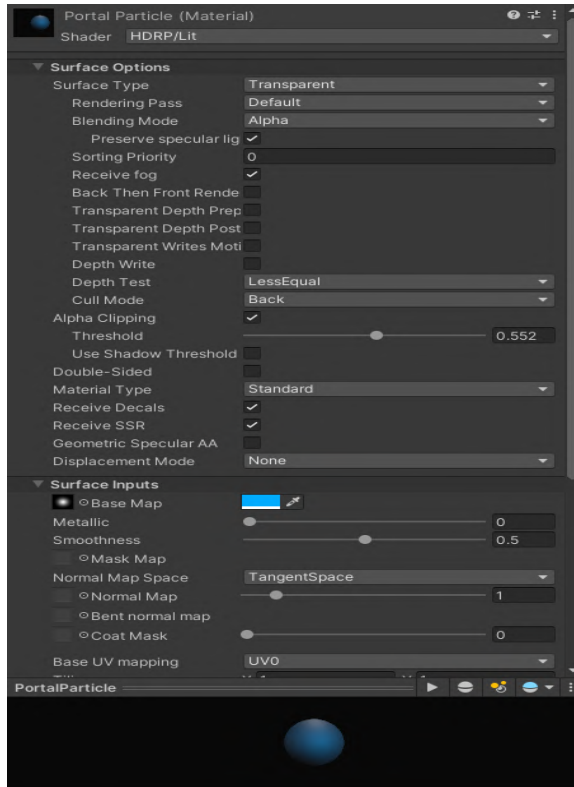 Portal Particle (Material)
Shader HDRP/Lit
Surface Options
Surface Type Transparent
Rendering Pass Default
Blending Mode Alpha
Preserve specular lig
Sorting Priority 0
Receive fog
Back Then Front Rende
Transparent Depth Prep
Transparent Depth Post
Transparent Writes Moti
Depth Write
Depth Test LessEqual
Cull Mode Back
Alpha Clipping
Threshold 0.552
Use Shadow Threshold
Double-Sided
Material Type Standard
Receive Decals
Receive SSR
Geometric Specular AA
Displacement Mode None
Surface Inputs
Base Map
Metallic 0
Smoothness 0.5
Mask Map
Normal Map Space TangentSpace
Normal Map 1
Bent normal map
Coat Mask 0
Base UV mapping UV0
PortalParticle